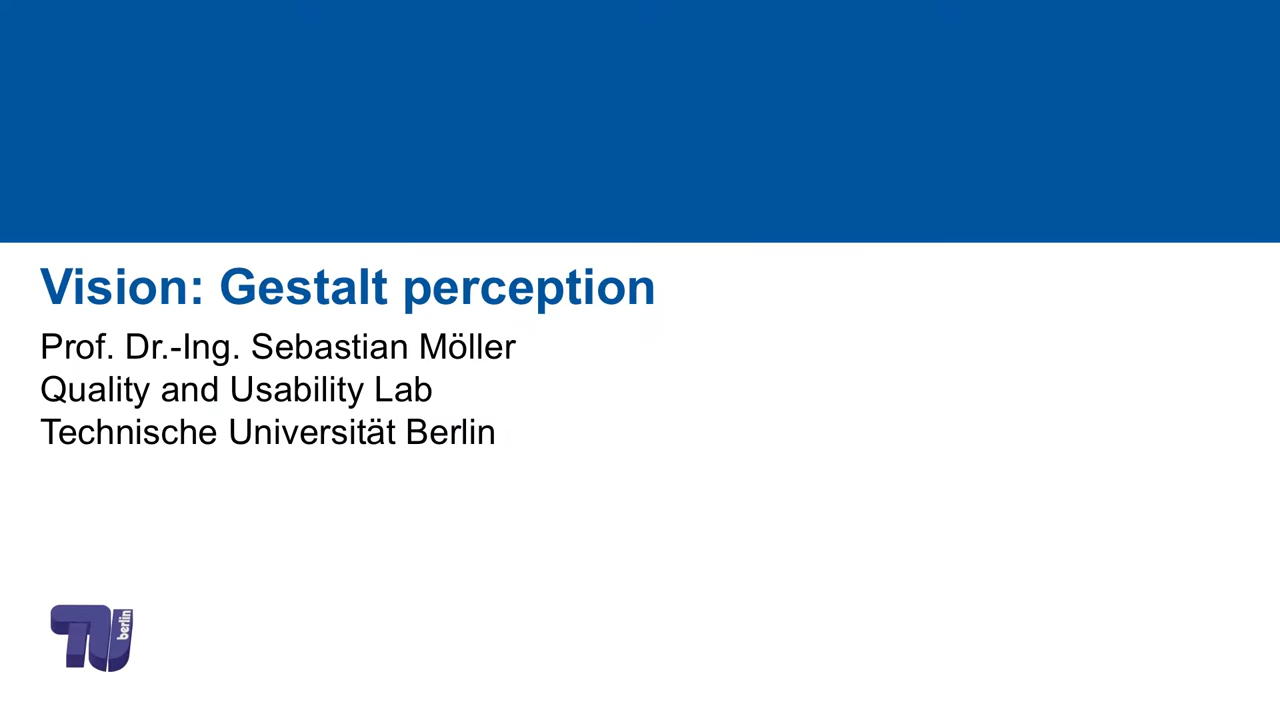 Vision: Gestalt perception
Prof. Dr.-Ing. Sebastian Möller
Quality and Usability Lab
Technische Universität Berlin
TU berlin